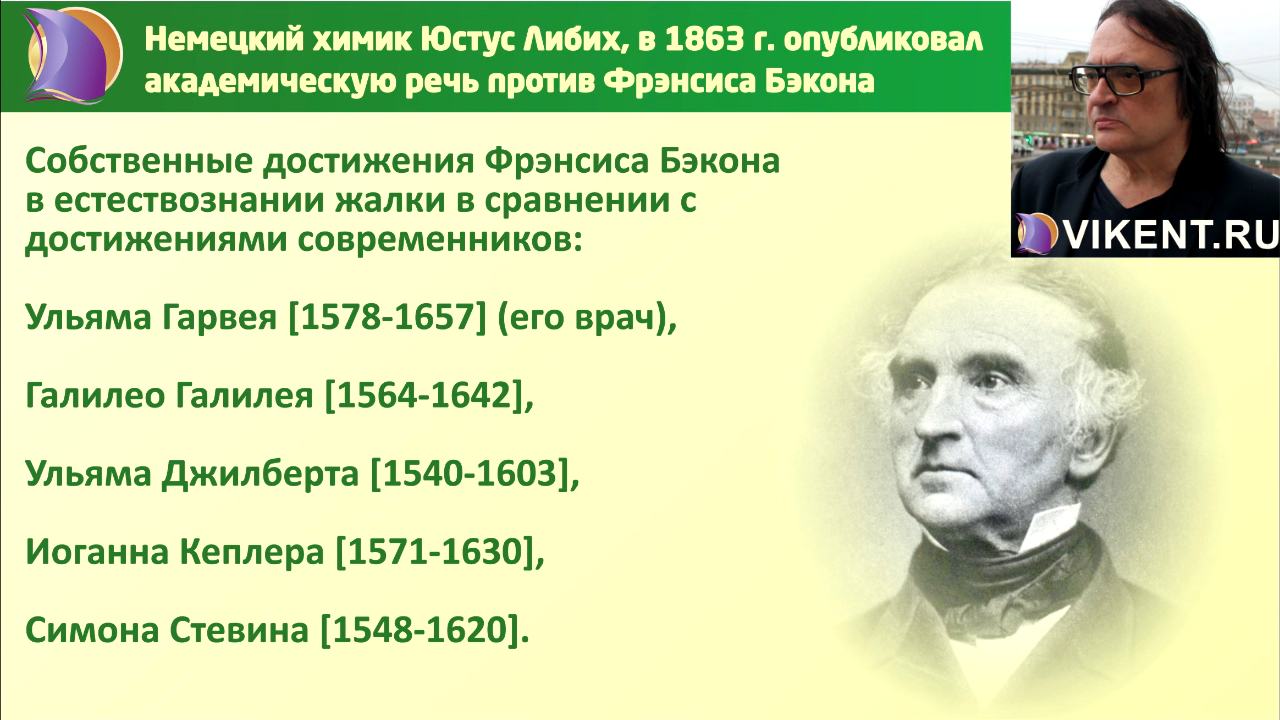 Немецкий химик Юстус Либих, в 1863 г. опубликовал
академическую речь против Фрэнсиса Бэкона
VIKENT.RU
Собственные достижения Фрэнсиса Бэкона
в естествознании жалки в сравнении с
достижениями современников:
Ульяма Гарвея [1578-1657] (его врач),
Галилео Галилея [1564-1642],
Ульяма Джилберта [1540-1603],
Иоганна Кеплера [1571-1630],
Симона Стевина [1548-1620].